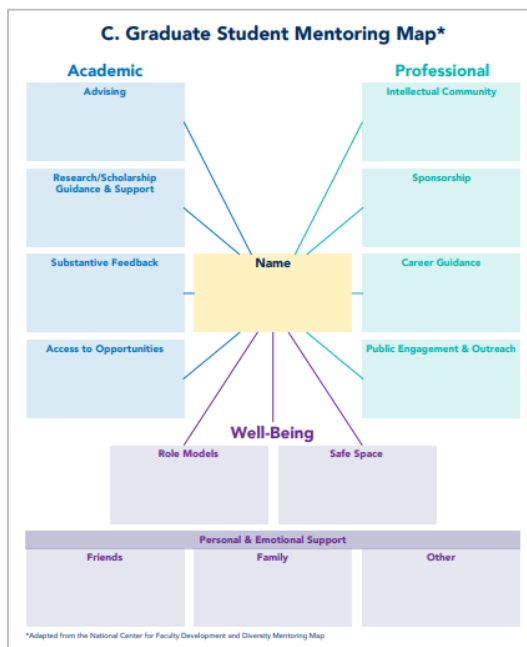 C. Graduate Student Mentoring Map*
Academic
Professional
Advising
Intellectual Community
Research/Scholarship
Guidance & Support
Sponsorship
Substantive Feedback
Name
Career Guidance
Access to Opportunities
Public Engagement & Outreach
Well-Being
Role Models
Safe Space
Personal & Emotional Support
Friends
Family
Other
*Adapted from the National Center for Faculty Development and Diversity Mentoring Map